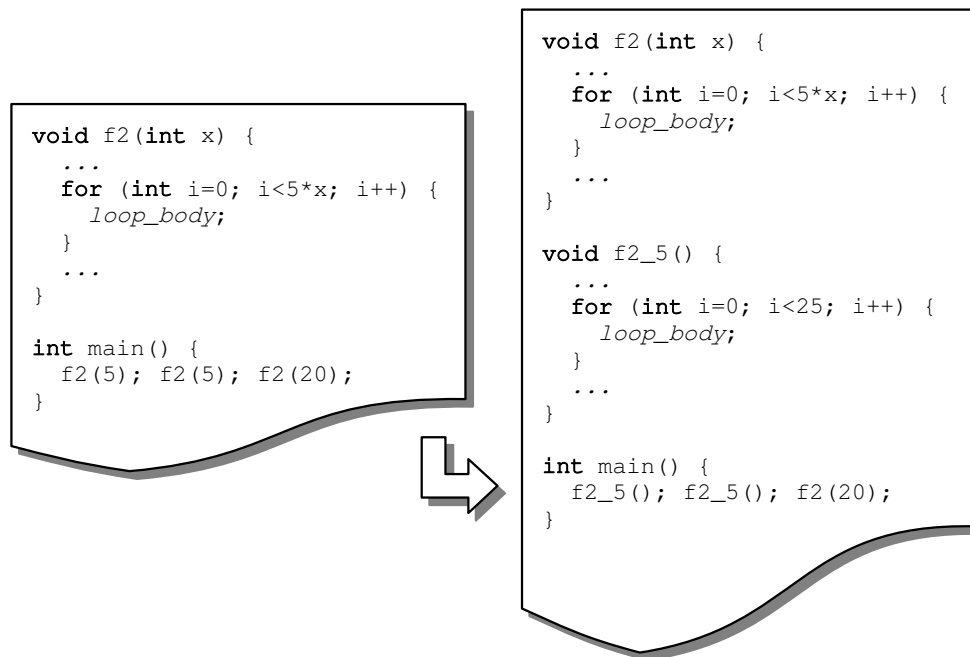 void f2(int x) {
  ...
  for (int i=0; i<5*x; i++) {
    loop_body;
  }
  ...
}

int main() {
  f2(5); f2(5); f2(20);
}

void f2(int x) {
  ...
  for (int i=0; i<5*x; i++) {
    loop_body;
  }
  ...
}

void f2_5() {
  ...
  for (int i=0; i<25; i++) {
    loop_body;
  }
  ...
}

int main() {
  f2_5(); f2_5(); f2(20);
}